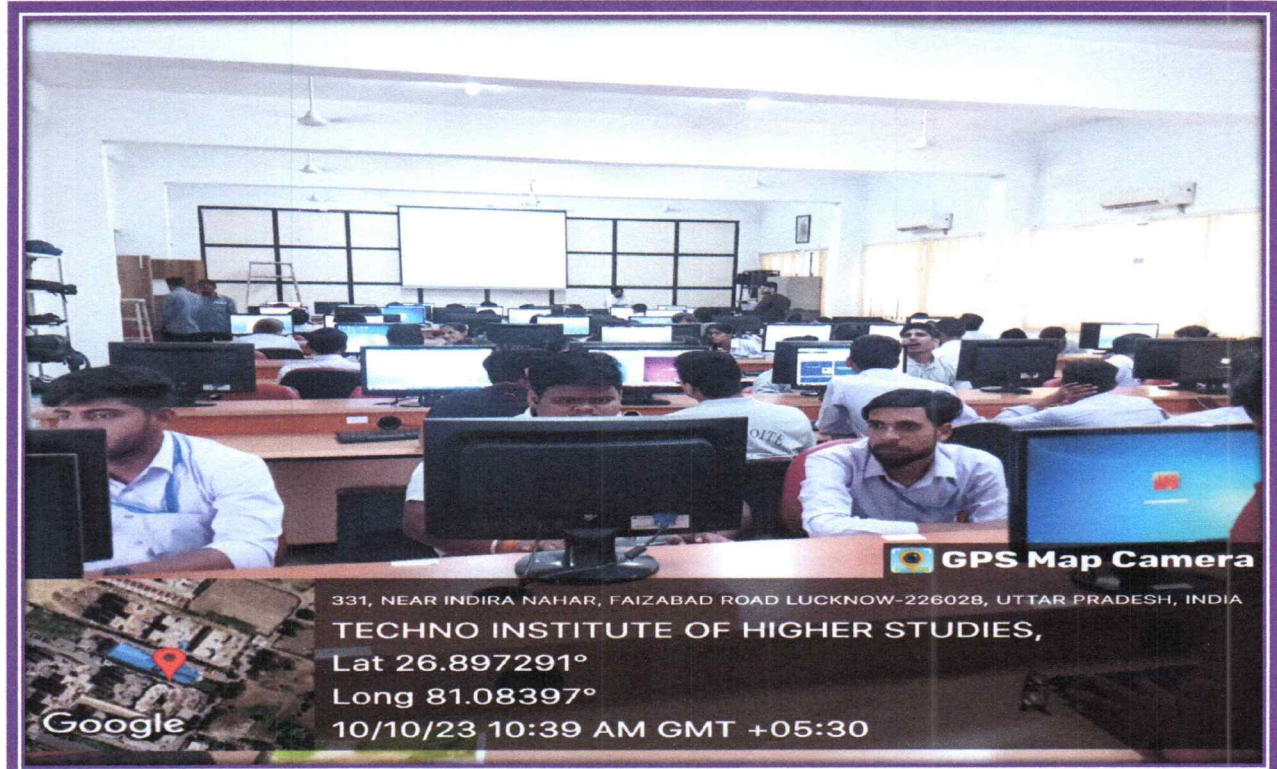 OITE
GPS Map Camera
331, NEAR INDIRA NAHAR, FAIZABAD ROAD LUCKNOW-226028, UTTAR PRADESH, INDIA
TECHNO INSTITUTE OF HIGHER STUDIES,
Lat 26.897291°
Long 81.08397°
10/10/23 10:39 AM GMT +05:30
Google